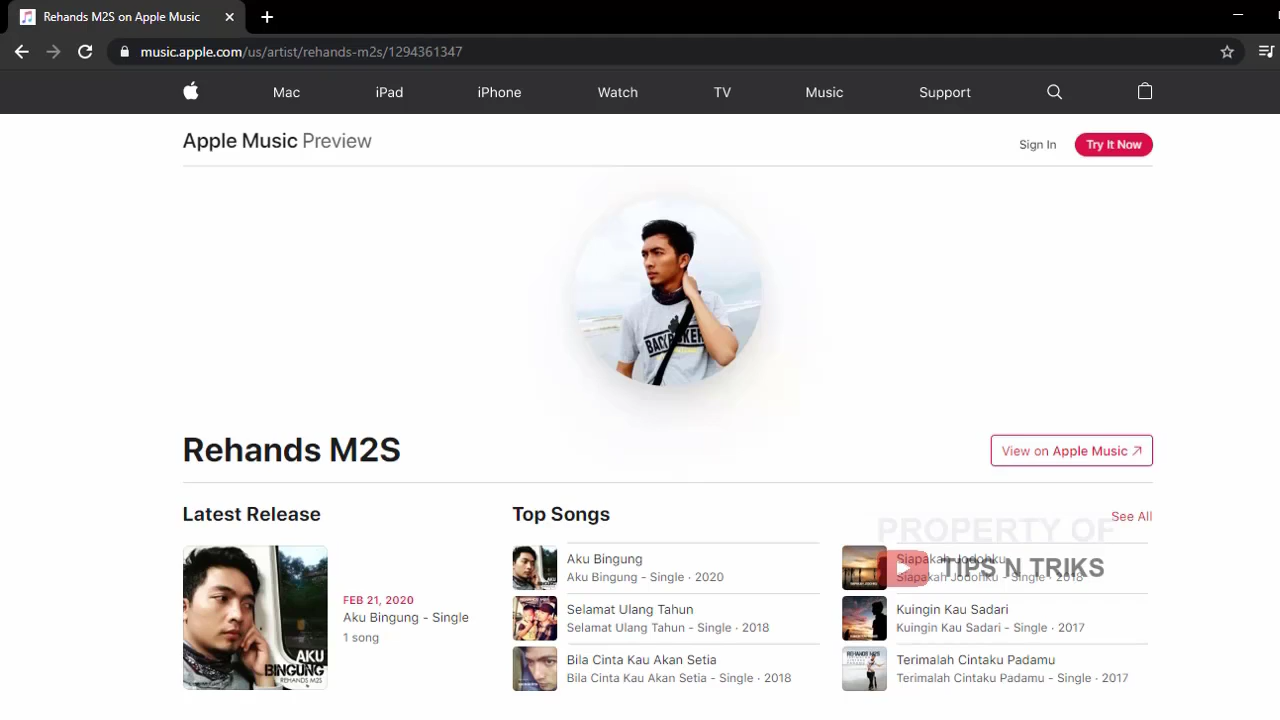 Rehands M2S on Apple Music
music.apple.com/us/artist/rehands-m2s/1294361347
Mac iPad iPhone Watch TV Music Support
Apple Music Preview
Sign In
Try It Now
BACKPACKER
Rehands M2S
View on Apple Music
Latest Release
AKU
BINGUNG
REHANDS M2S
FEB 21, 2020
Aku Bingung - Single
1 song
Top Songs
See All
Aku Bingung
Aku Bingung - Single · 2020
Selamat Ulang Tahun
Selamat Ulang Tahun - Single · 2018
Bila Cinta Kau Akan Setia
Bila Cinta Kau Akan Setia - Single · 2018
Siapakah Jodohku
Siapakah Jodohku - Single · 2018
Kuingin Kau Sadari
Kuingin Kau Sadari - Single · 2017
Terimalah Cintaku Padamu
Terimalah Cintaku Padamu - Single · 2017
PROPERTY OF
TIPS N TRIKS